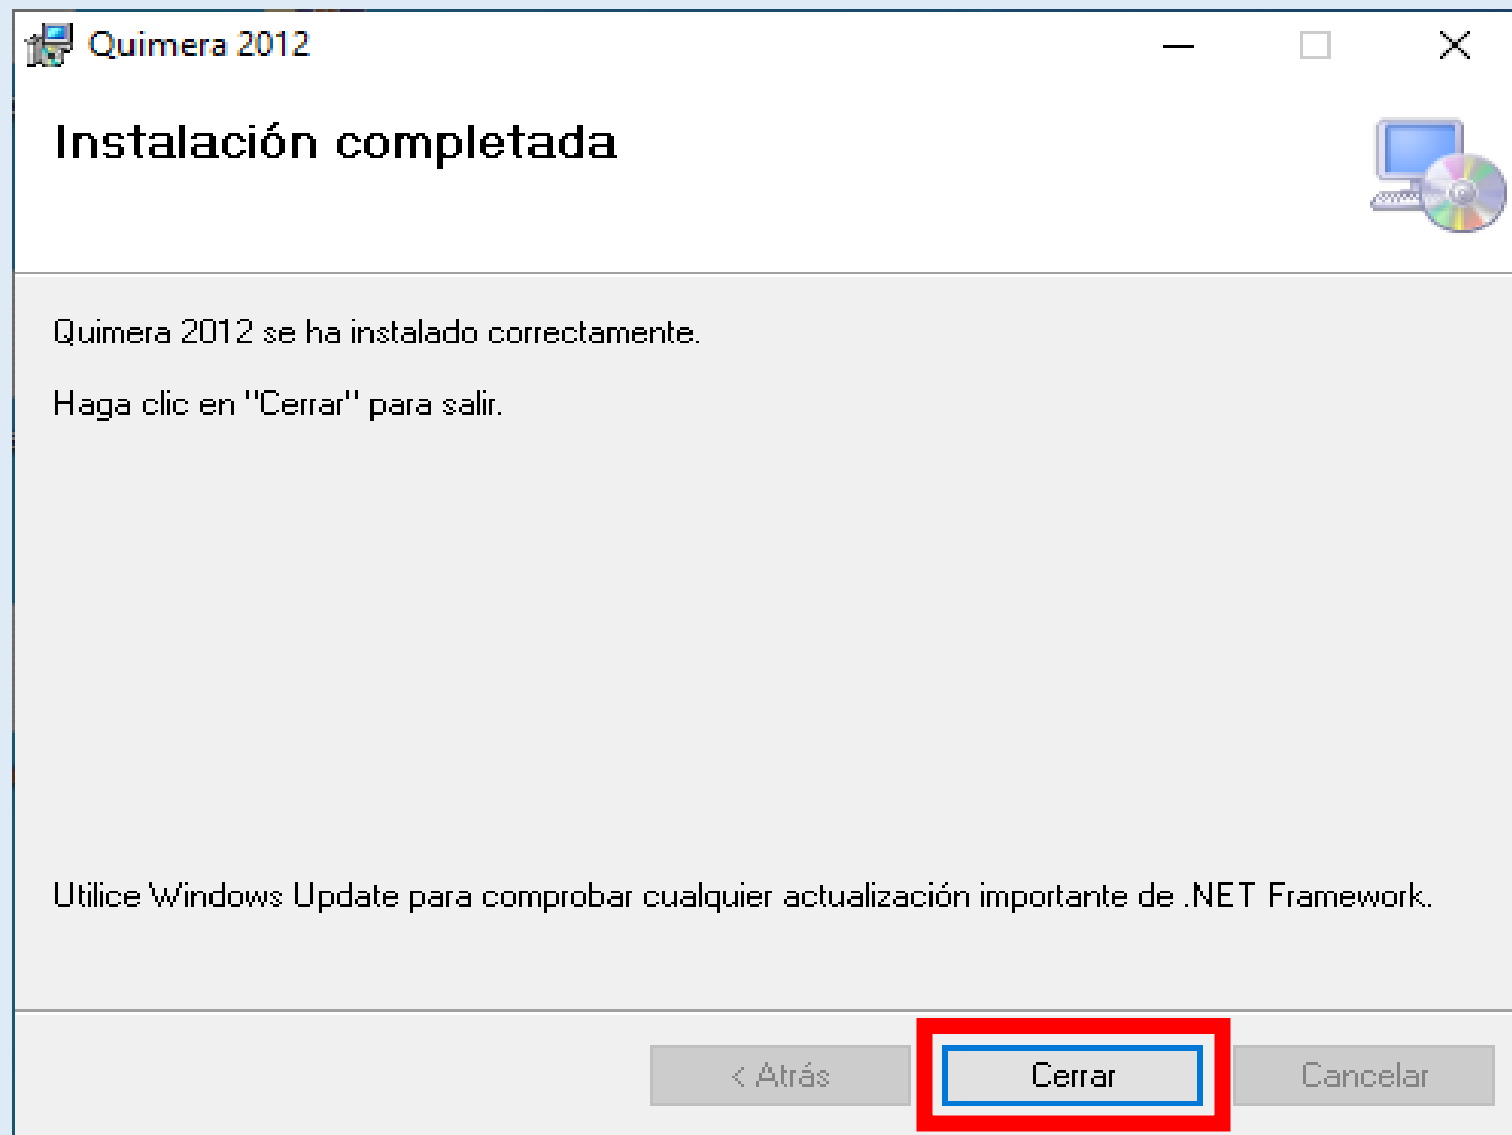 Quimera 2012
Instalación completada
Quimera 2012 se ha instalado correctamente.
Haga clic en "Cerrar" para salir.
Utilice Windows Update para comprobar cualquier actualización importante de .NET Framework.
< Atrás
Cerrar
Cancelar